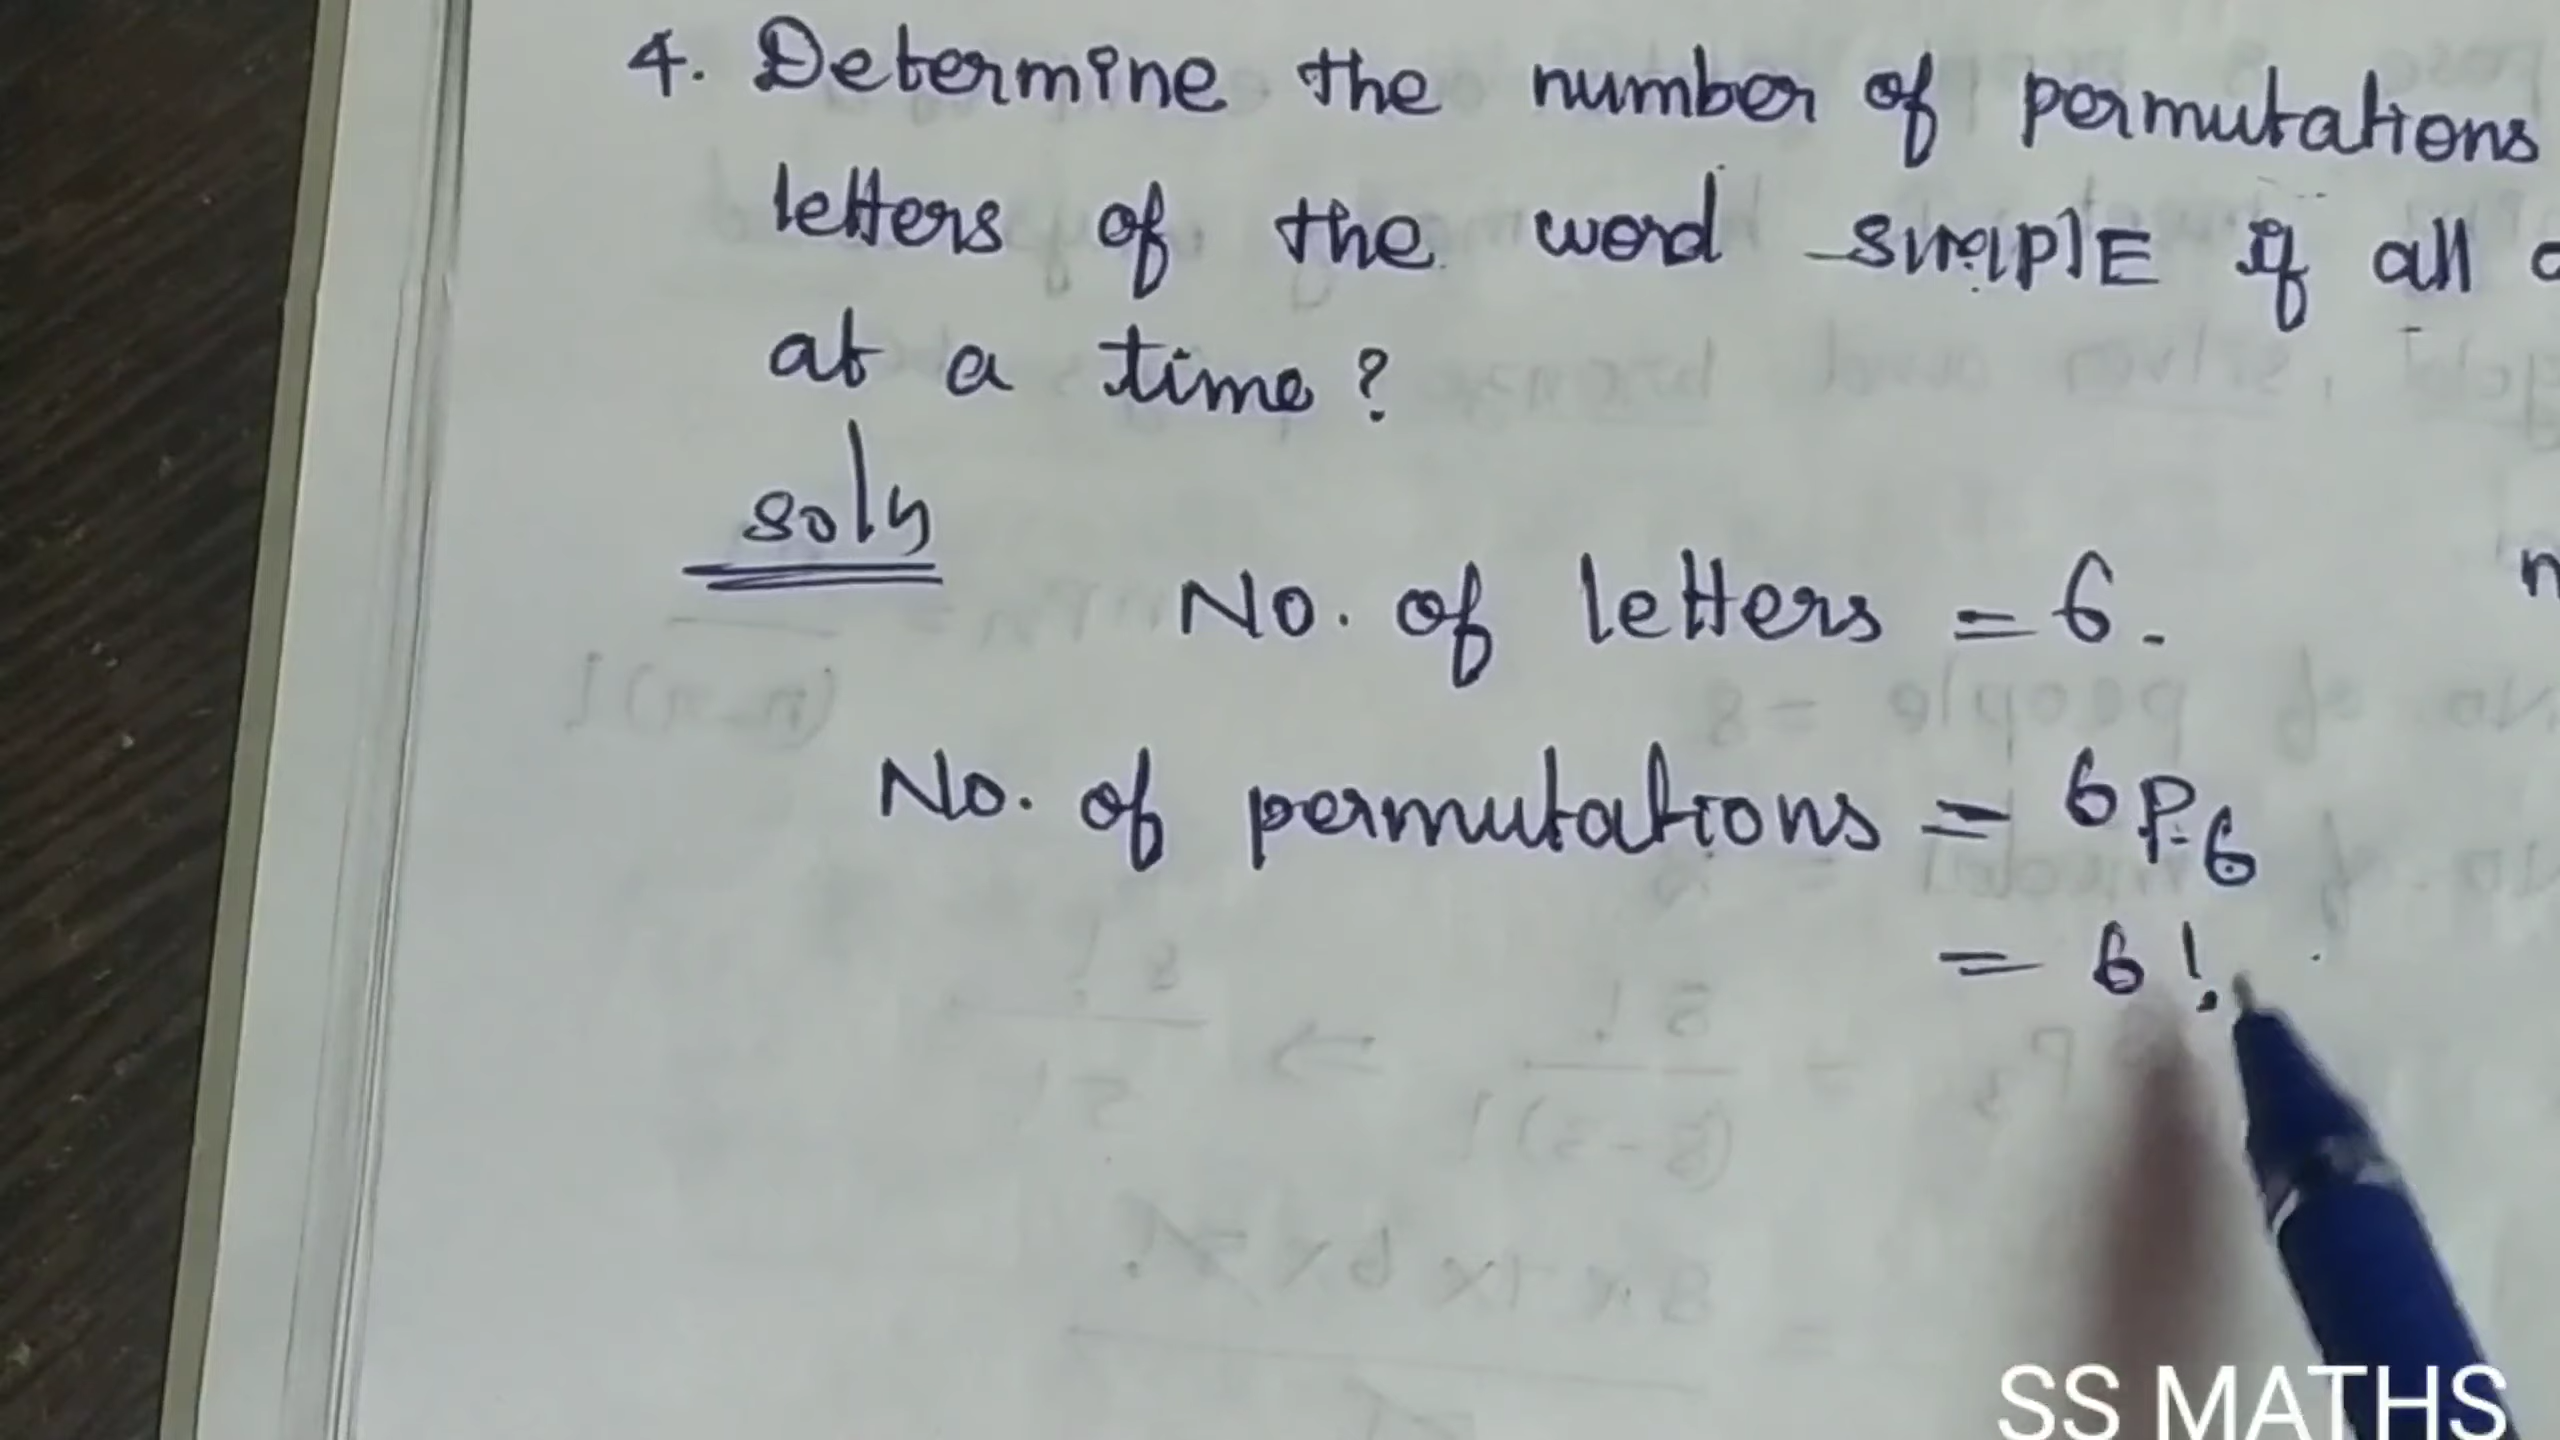 4. Determine the number of permutations
letters of the word SIMPLE if all
at a time?
soln
No. of letters = 6.
No. of permutations = 6P6
= 6!
SS MATHS